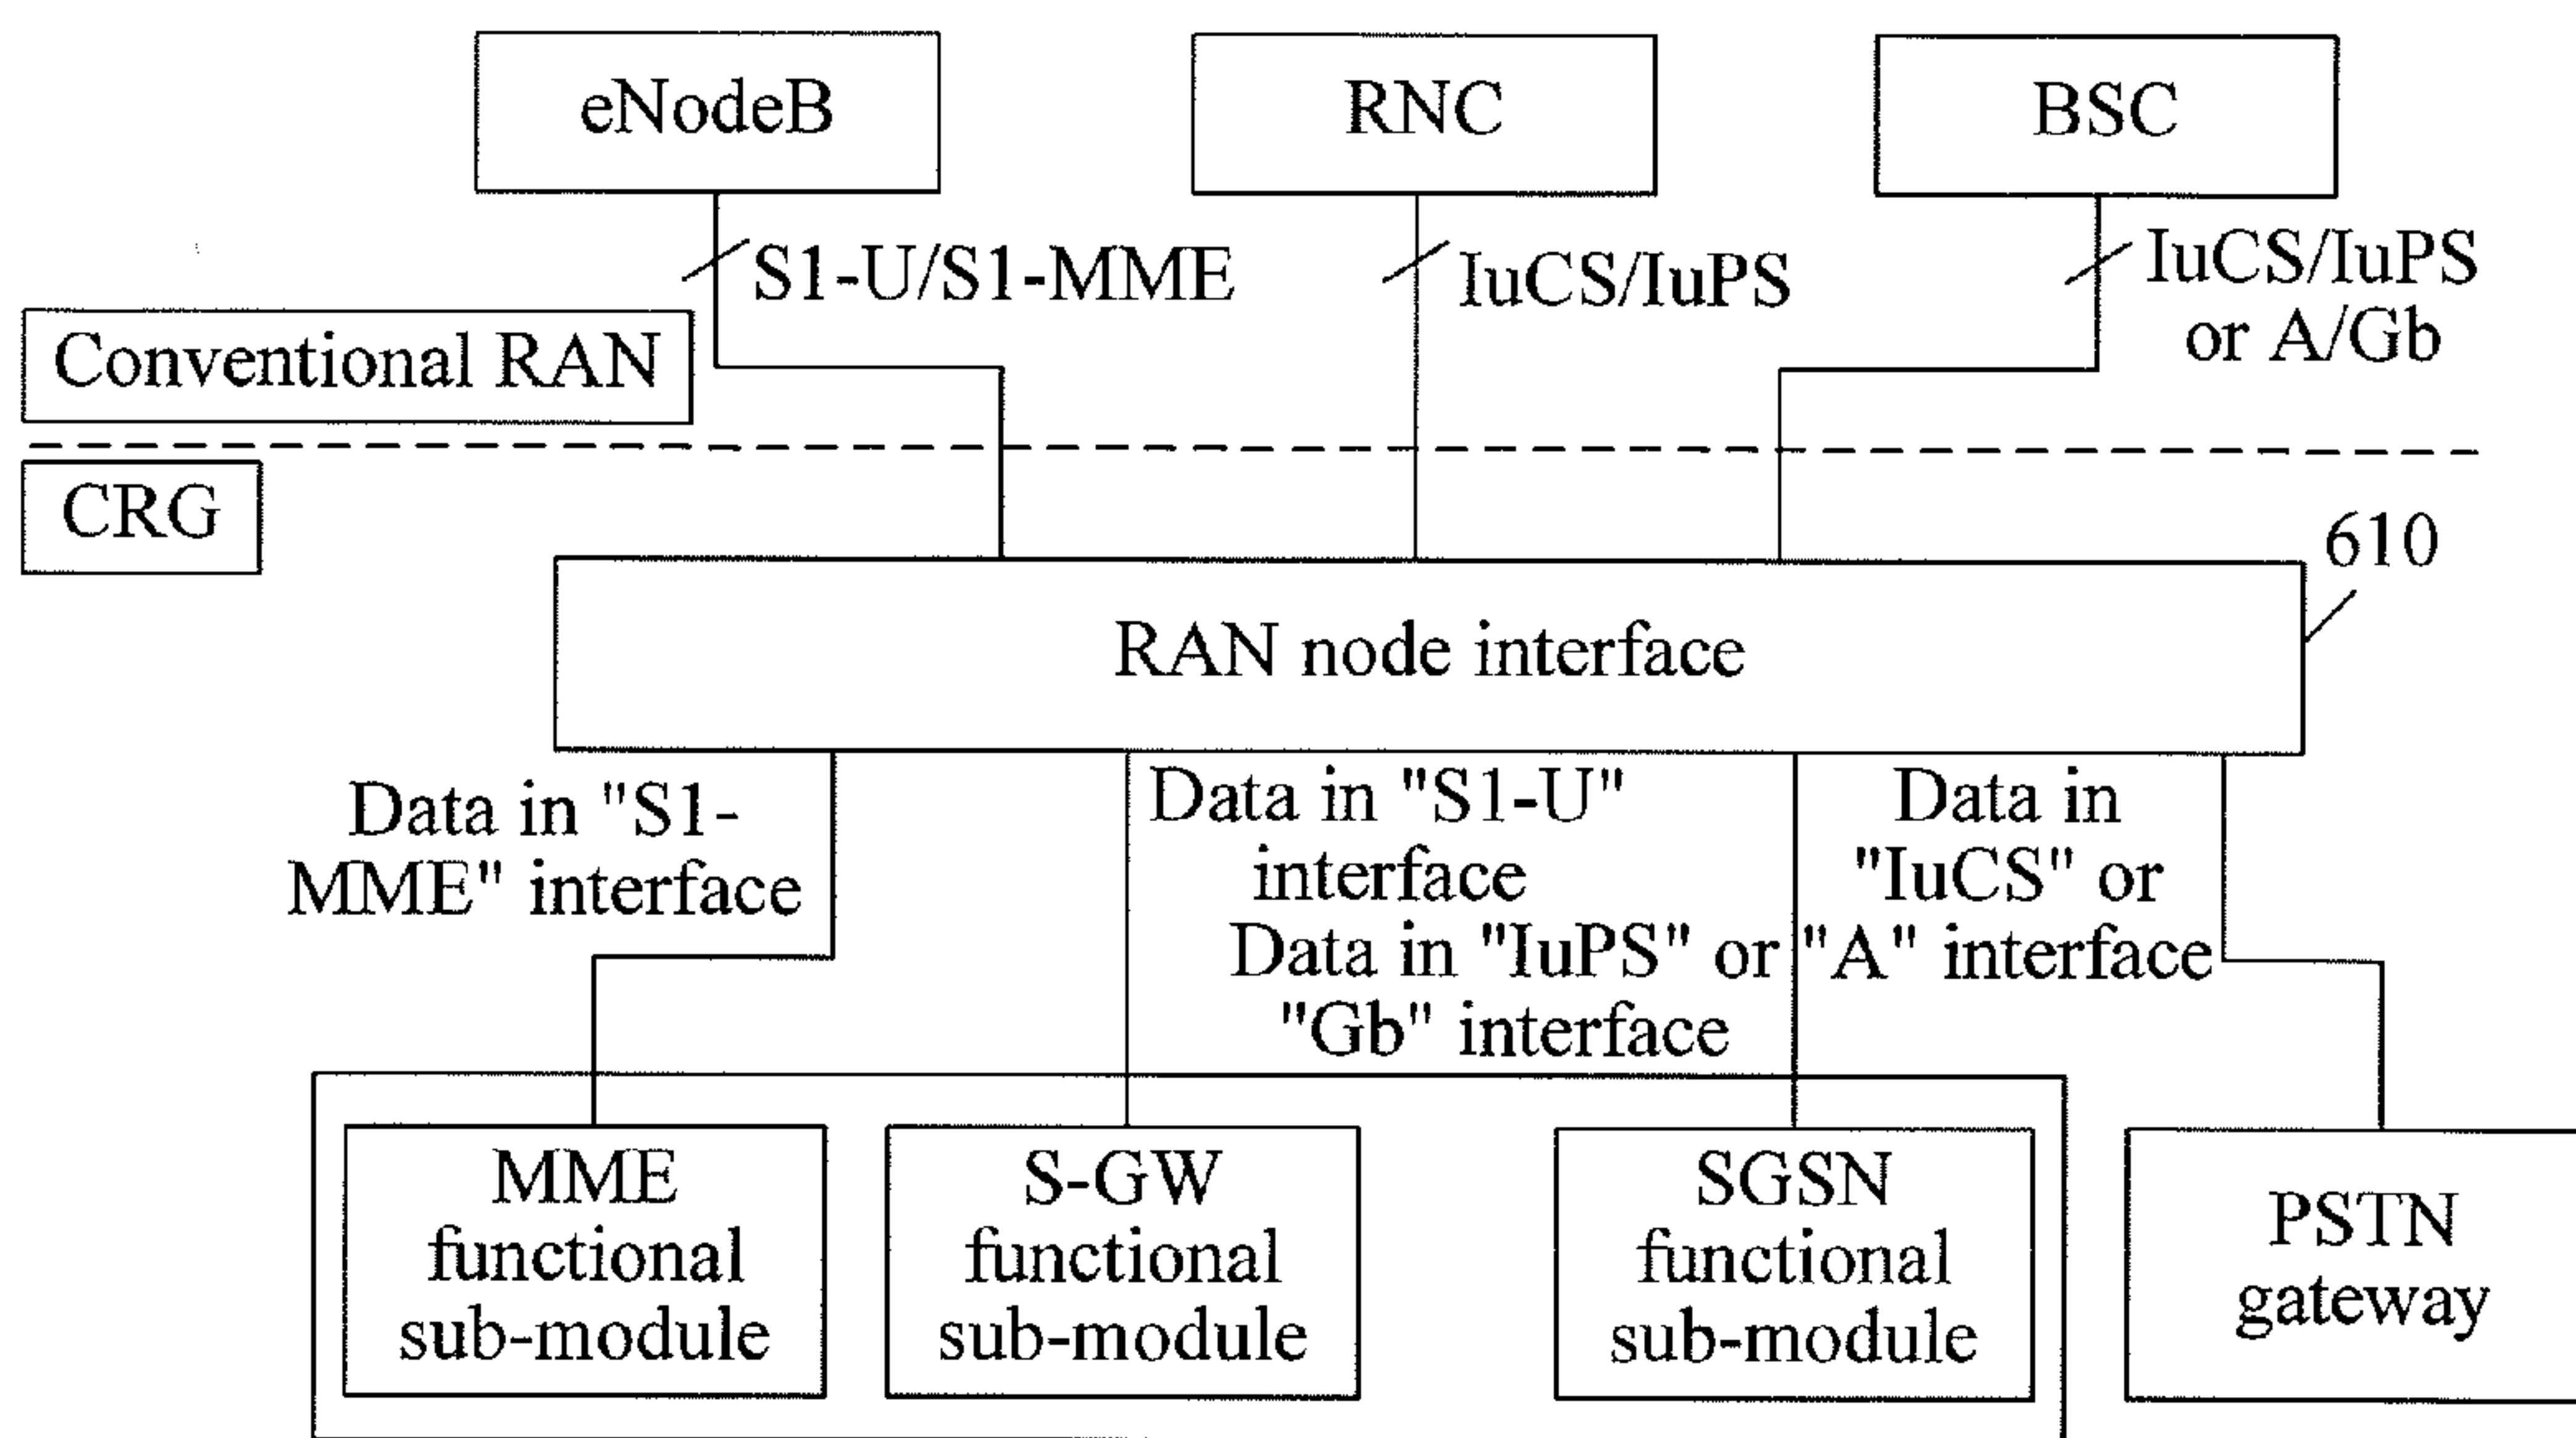 eNodeB
RNC
BSC
S1-U/S1-MME
IuCS/IuPS
IuCS/IuPS
or A/Gb
Conventional RAN
CRG
610
RAN node interface
Data in "S1-
MME" interface
Data in "S1-U"
interface
Data in "IuPS" or
"Gb" interface
Data in
"IuCS" or
"A" interface
MME
functional
sub-module
S-GW
functional
sub-module
SGSN
functional
sub-module
PSTN
gateway